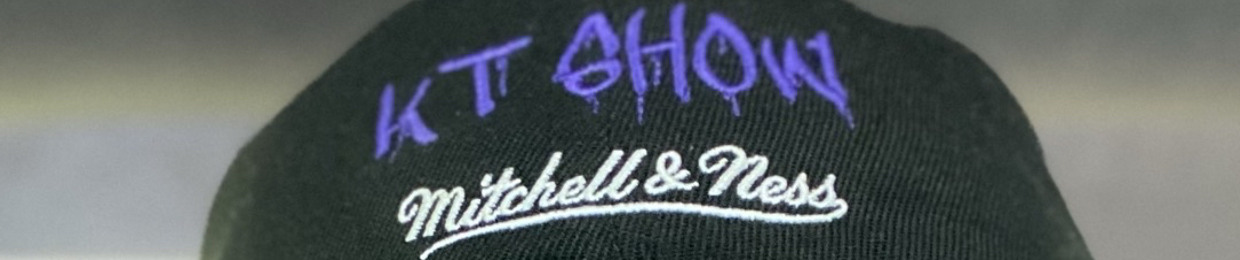 KT SHOW
Mitchell & Ness